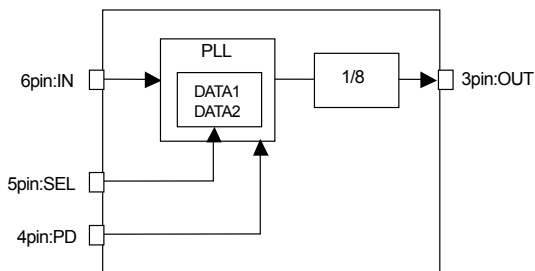 PLL
6pin:IN
DATA1
DATA2
1/8
3pin:OUT
5pin:SEL
4pin:PD